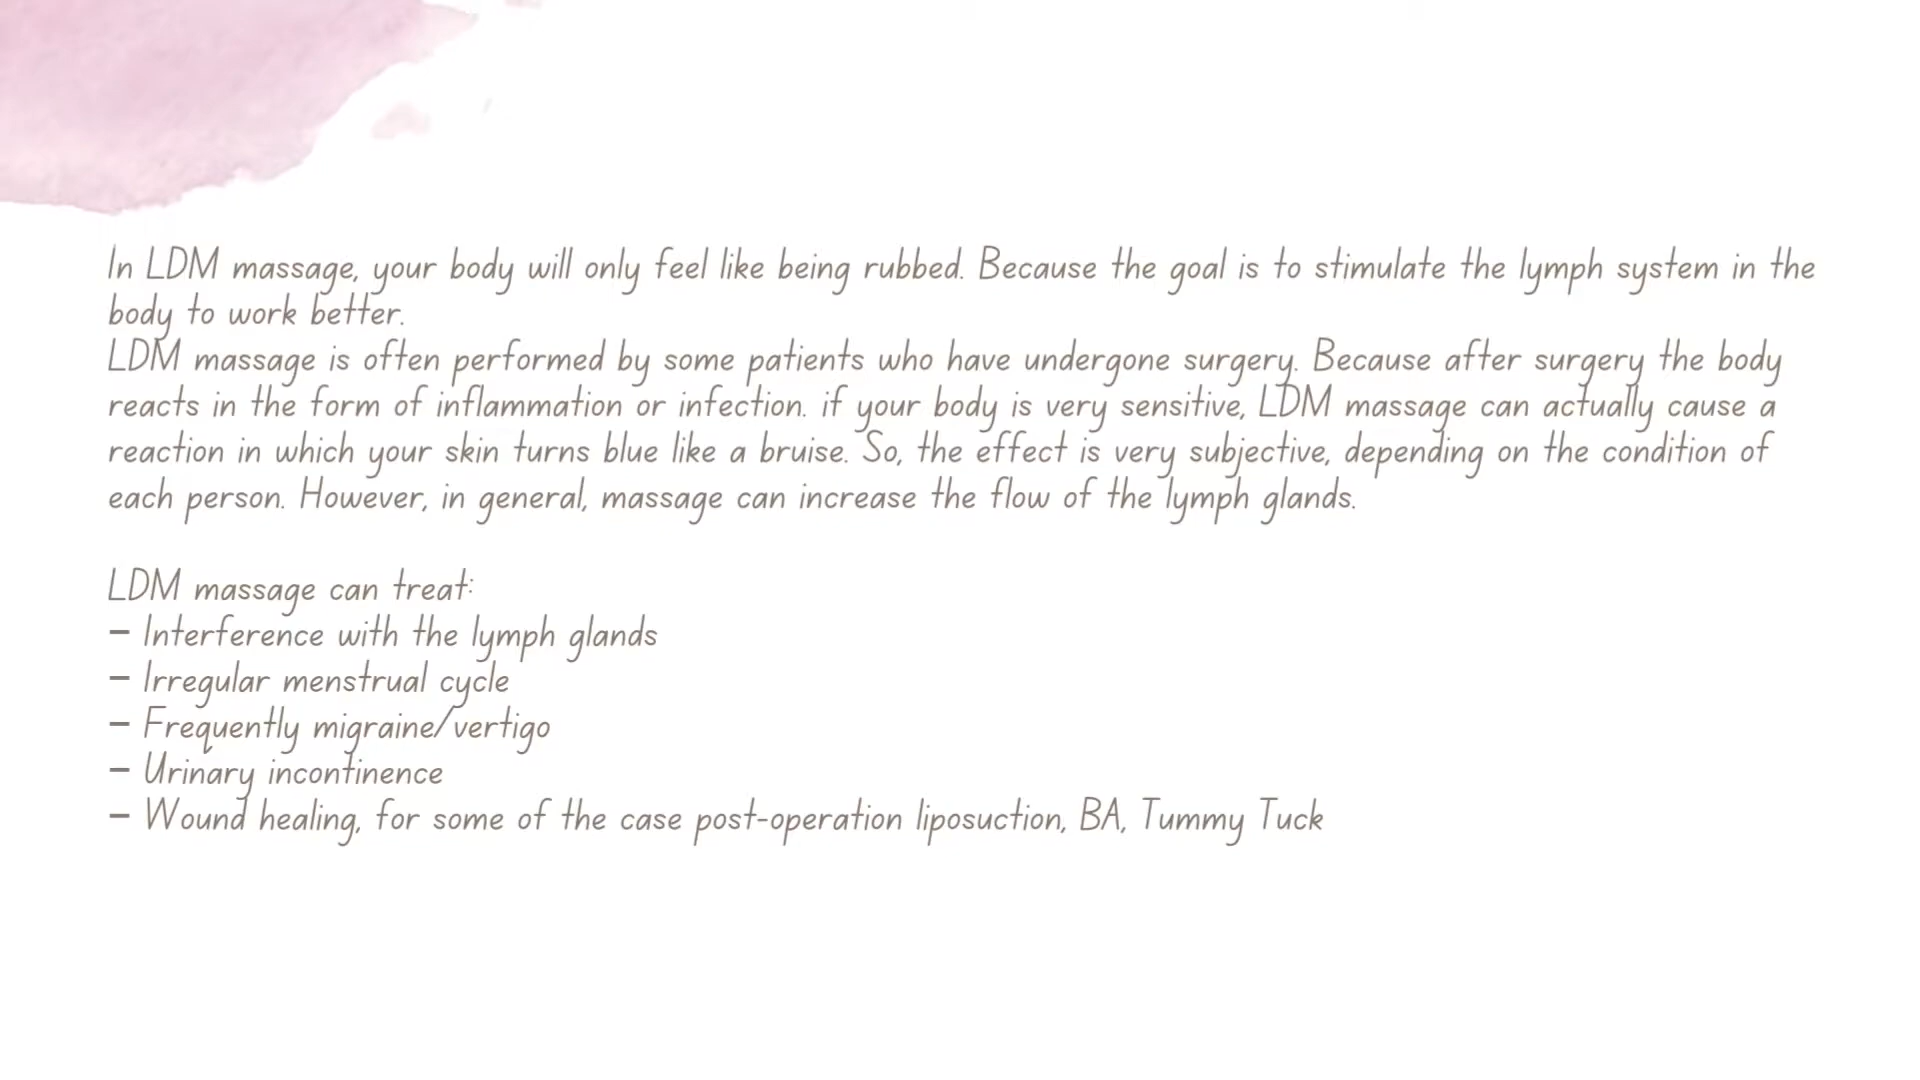 In LDM massage, your body will only feel like being rubbed. Because the goal is to stimulate the lymph system in the
body to work better.
LDM massage is often performed by some patients who have undergone surgery. Because after surgery the body
reacts in the form of inflammation or infection. if your body is very sensitive, LDM massage can actually cause a
reaction in which your skin turns blue like a bruise. So, the effect is very subjective, depending on the condition of
each person. However, in general, massage can increase the flow of the lymph glands.
LDM massage can treat:
– Interference with the lymph glands
– Irregular menstrual cycle
– Frequently migraine/vertigo
– Urinary incontinence
– Wound healing, for some of the case post-operation liposuction, BA, Tummy Tuck